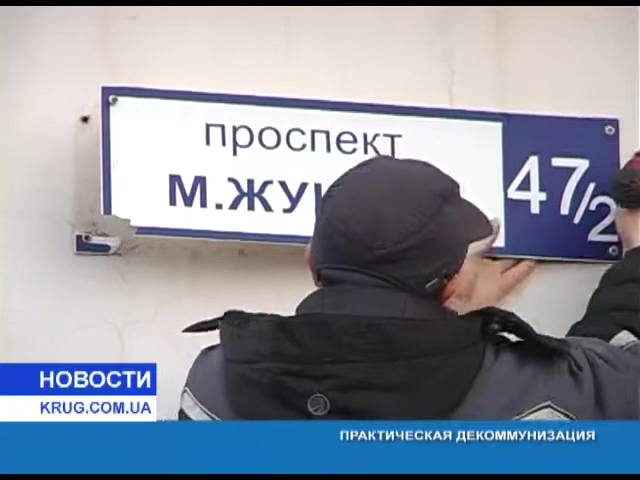 проспект
М.ЖУ
47/2
НОВОСТИ
KRUG.COM.UA
ПРАКТИЧЕСКАЯ ДЕКОММУНИЗАЦИЯ